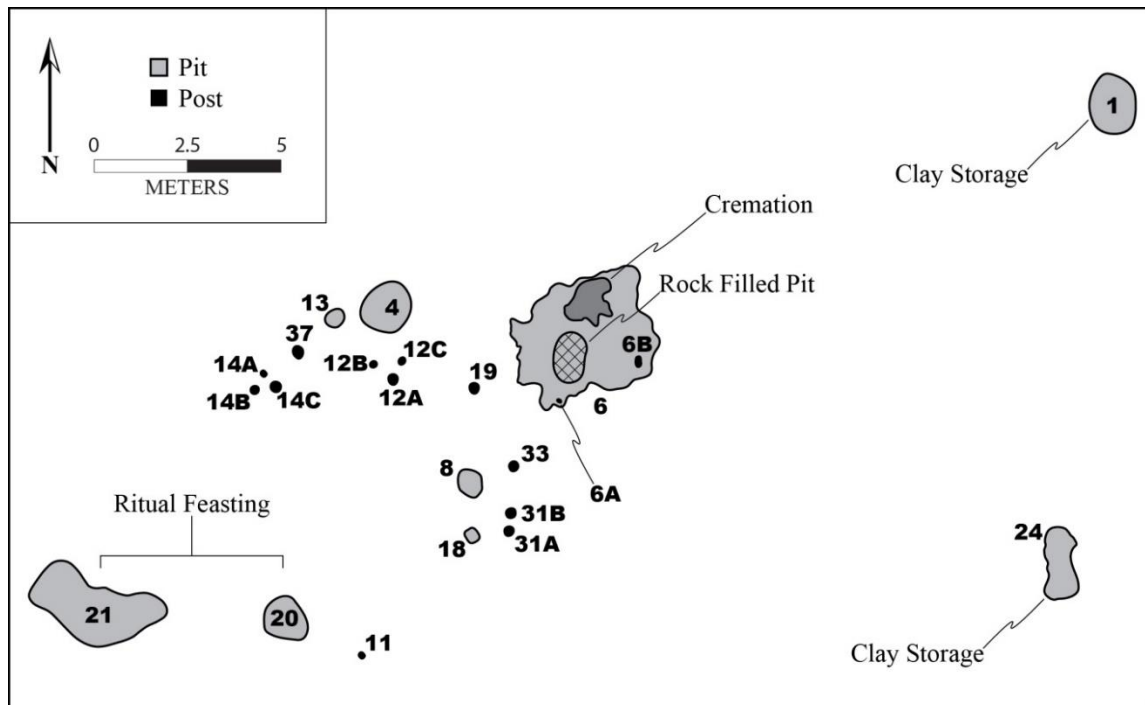 Pit
Post
0 2.5 5
METERS
N
1
Clay Storage
Cremation
Rock Filled Pit
13
4
37
12C
6B
14A
12B
19
14B
14C
12A
6
33
8
6A
Ritual Feasting
31B
18
31A
24
21
20
11
Clay Storage